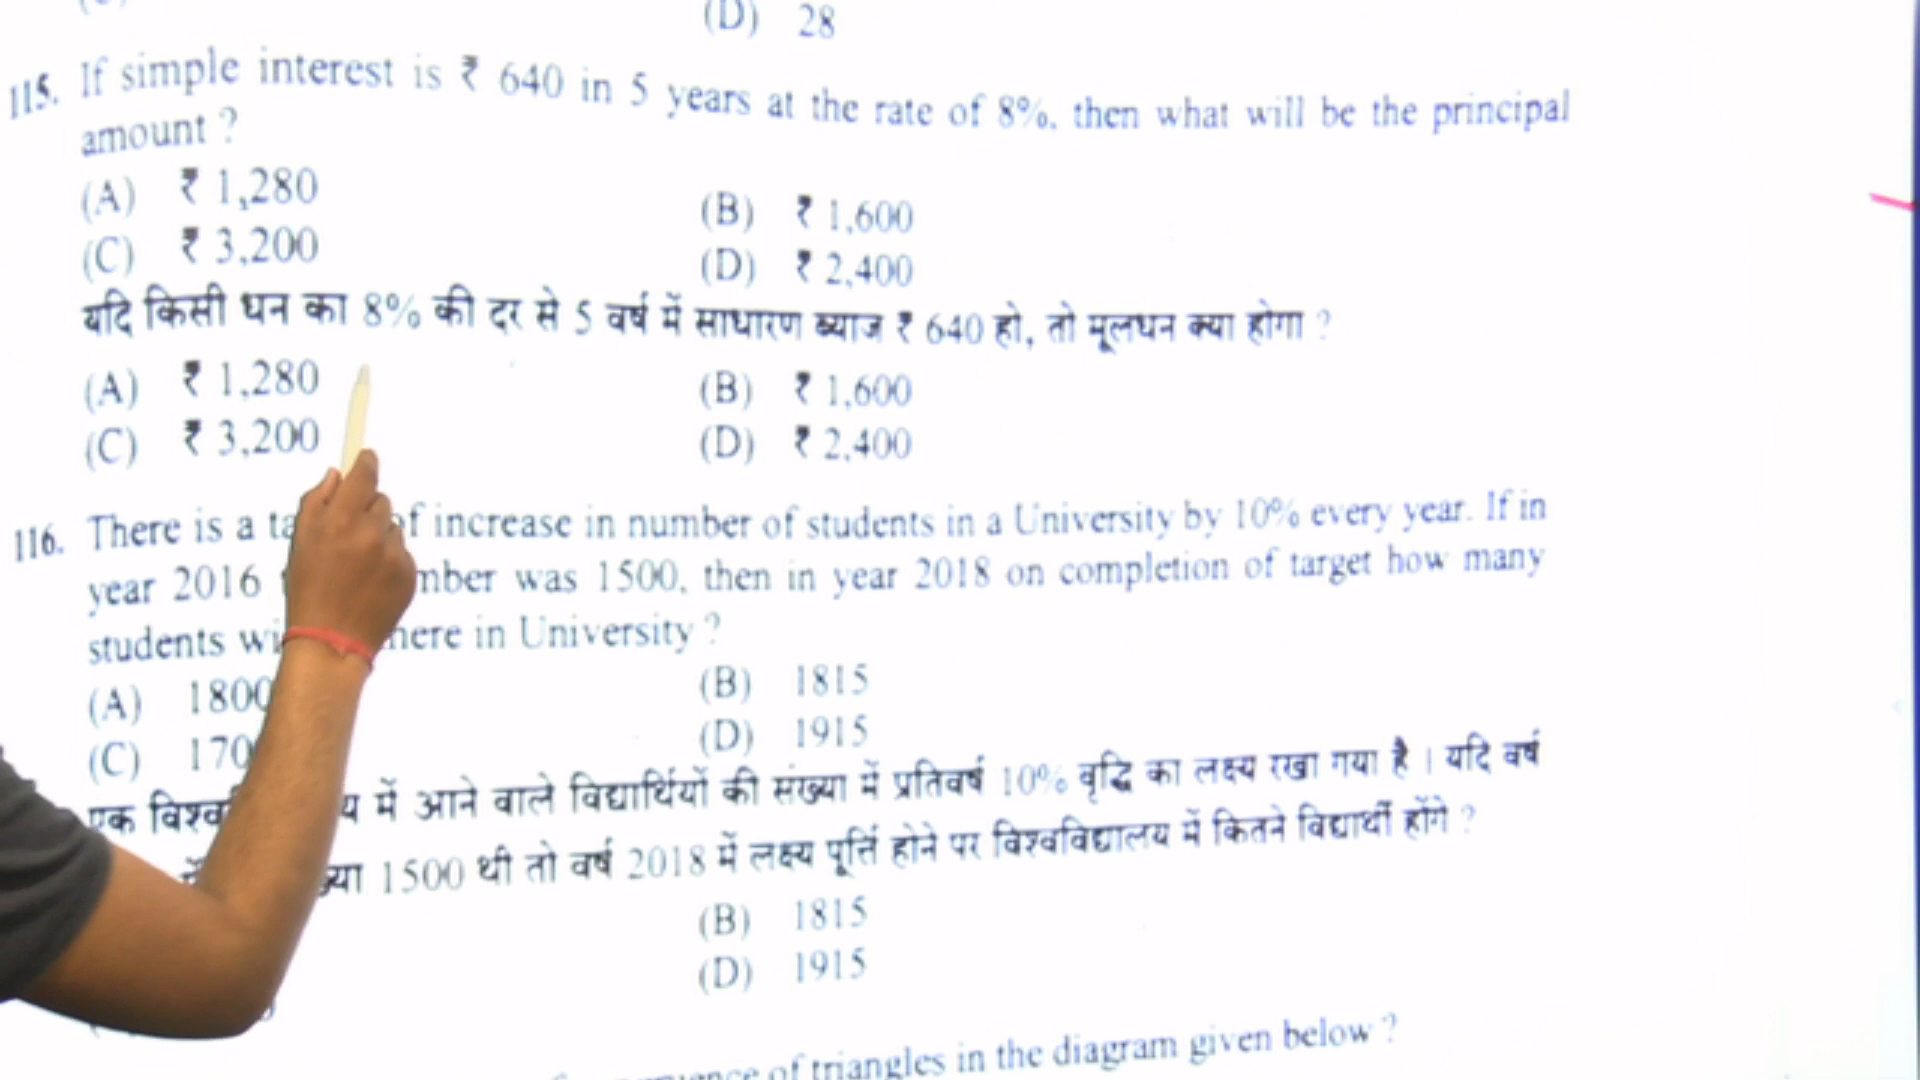 (D) 28
115. If simple interest is ₹ 640 in 5 years at the rate of 8%, then what will be the principal
amount ?
(A) ₹ 1,280
(B) ₹ 1,600
(C) ₹ 3,200
(D) ₹ 2,400
यदि किसी धन का 8% की दर से 5 वर्ष में साधारण ब्याज ₹ 640 हो, तो मूलधन क्या होगा ?
(A) ₹ 1,280
(B) ₹ 1,600
(C) ₹ 3,200
(D) ₹ 2,400
116. There is a of increase in number of students in a University by 10% every year. If in
year 2016 was 1500, then in year 2018 on completion of target how many
students in University ?
(A) 1800
(B) 1815
(C) 170
(D) 1915
एक में आने वाले विद्यार्थियों की संख्या में प्रतिवर्ष 10% वृद्धि का लक्ष्य रखा गया है । यदि वर्ष
1500 थी तो वर्ष 2018 में लक्ष्य पूर्ति होने पर विश्वविद्यालय में कितने विद्यार्थी होंगे ?
(B) 1815
(D) 1915
of triangles in the diagram given below ?